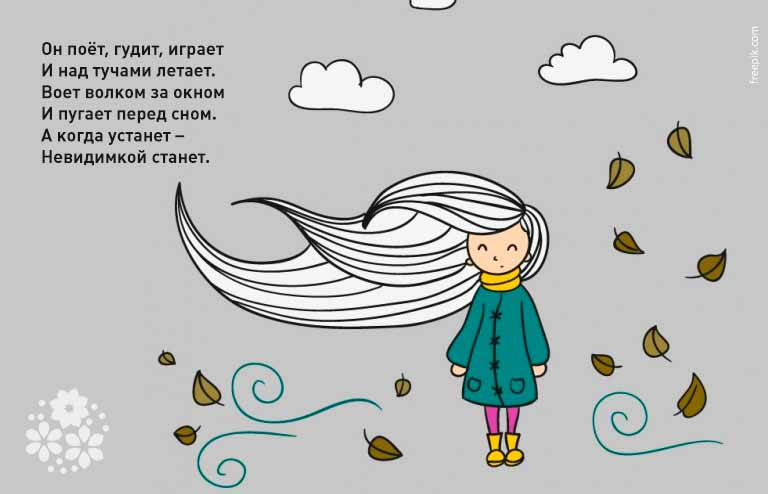 Он поёт, гудит, играет
И над тучами летает.
Воет волком за окном
И пугает перед сном.
А когда устанет –
Невидимкой станет.
freepik.com